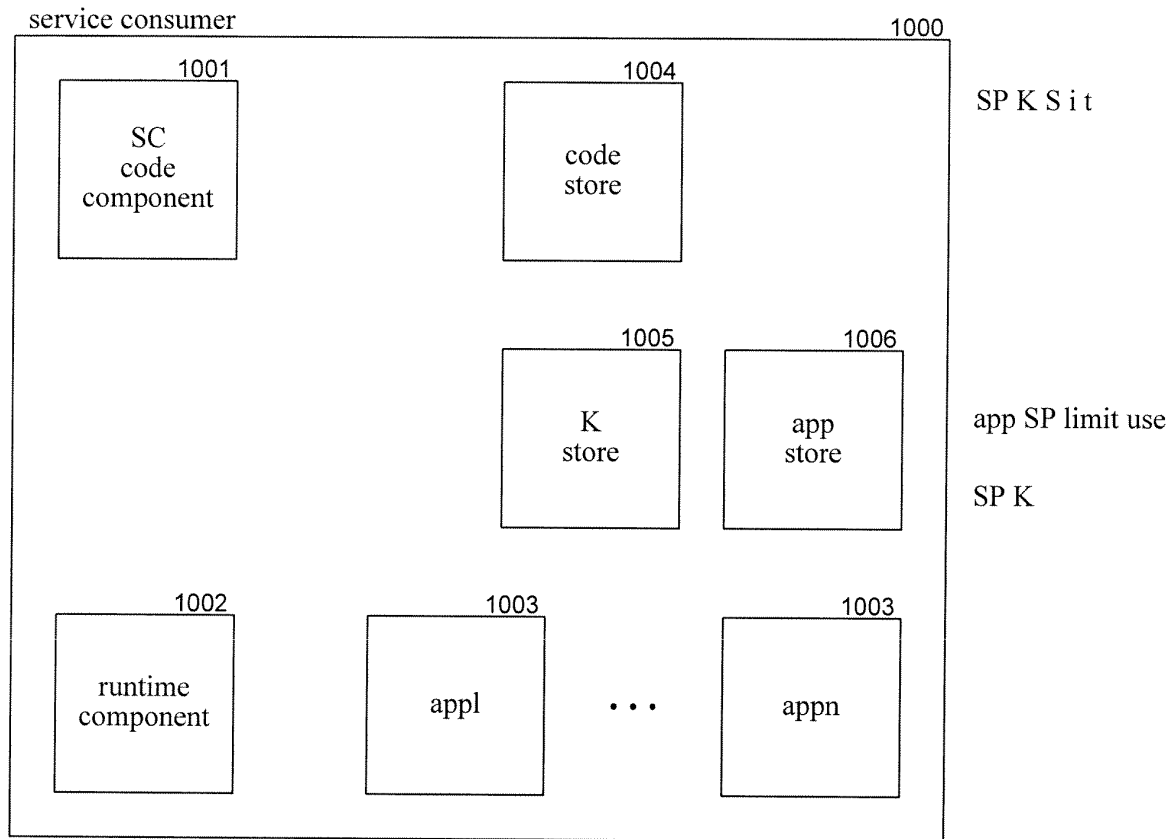 service consumer
1000
1001
1004
SC
code
component
code
store
SP K S i t
1005
1006
K
store
app
store
app SP limit use
SP K
1002
1003
1003
runtime
component
appl
• • •
appn